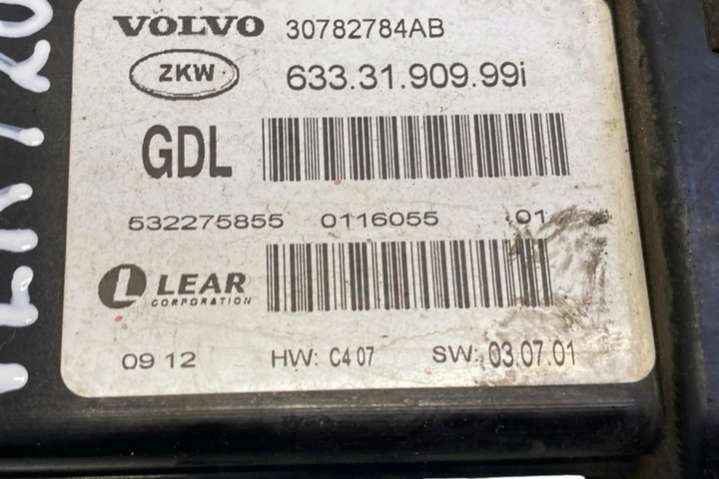 VOLVO 30782784AB
ZKW 633.31.909.99i
GDL
532275855 0116055 01
LEAR
CORPORATION
09 12 HW: C4 07 SW: 03.07.01